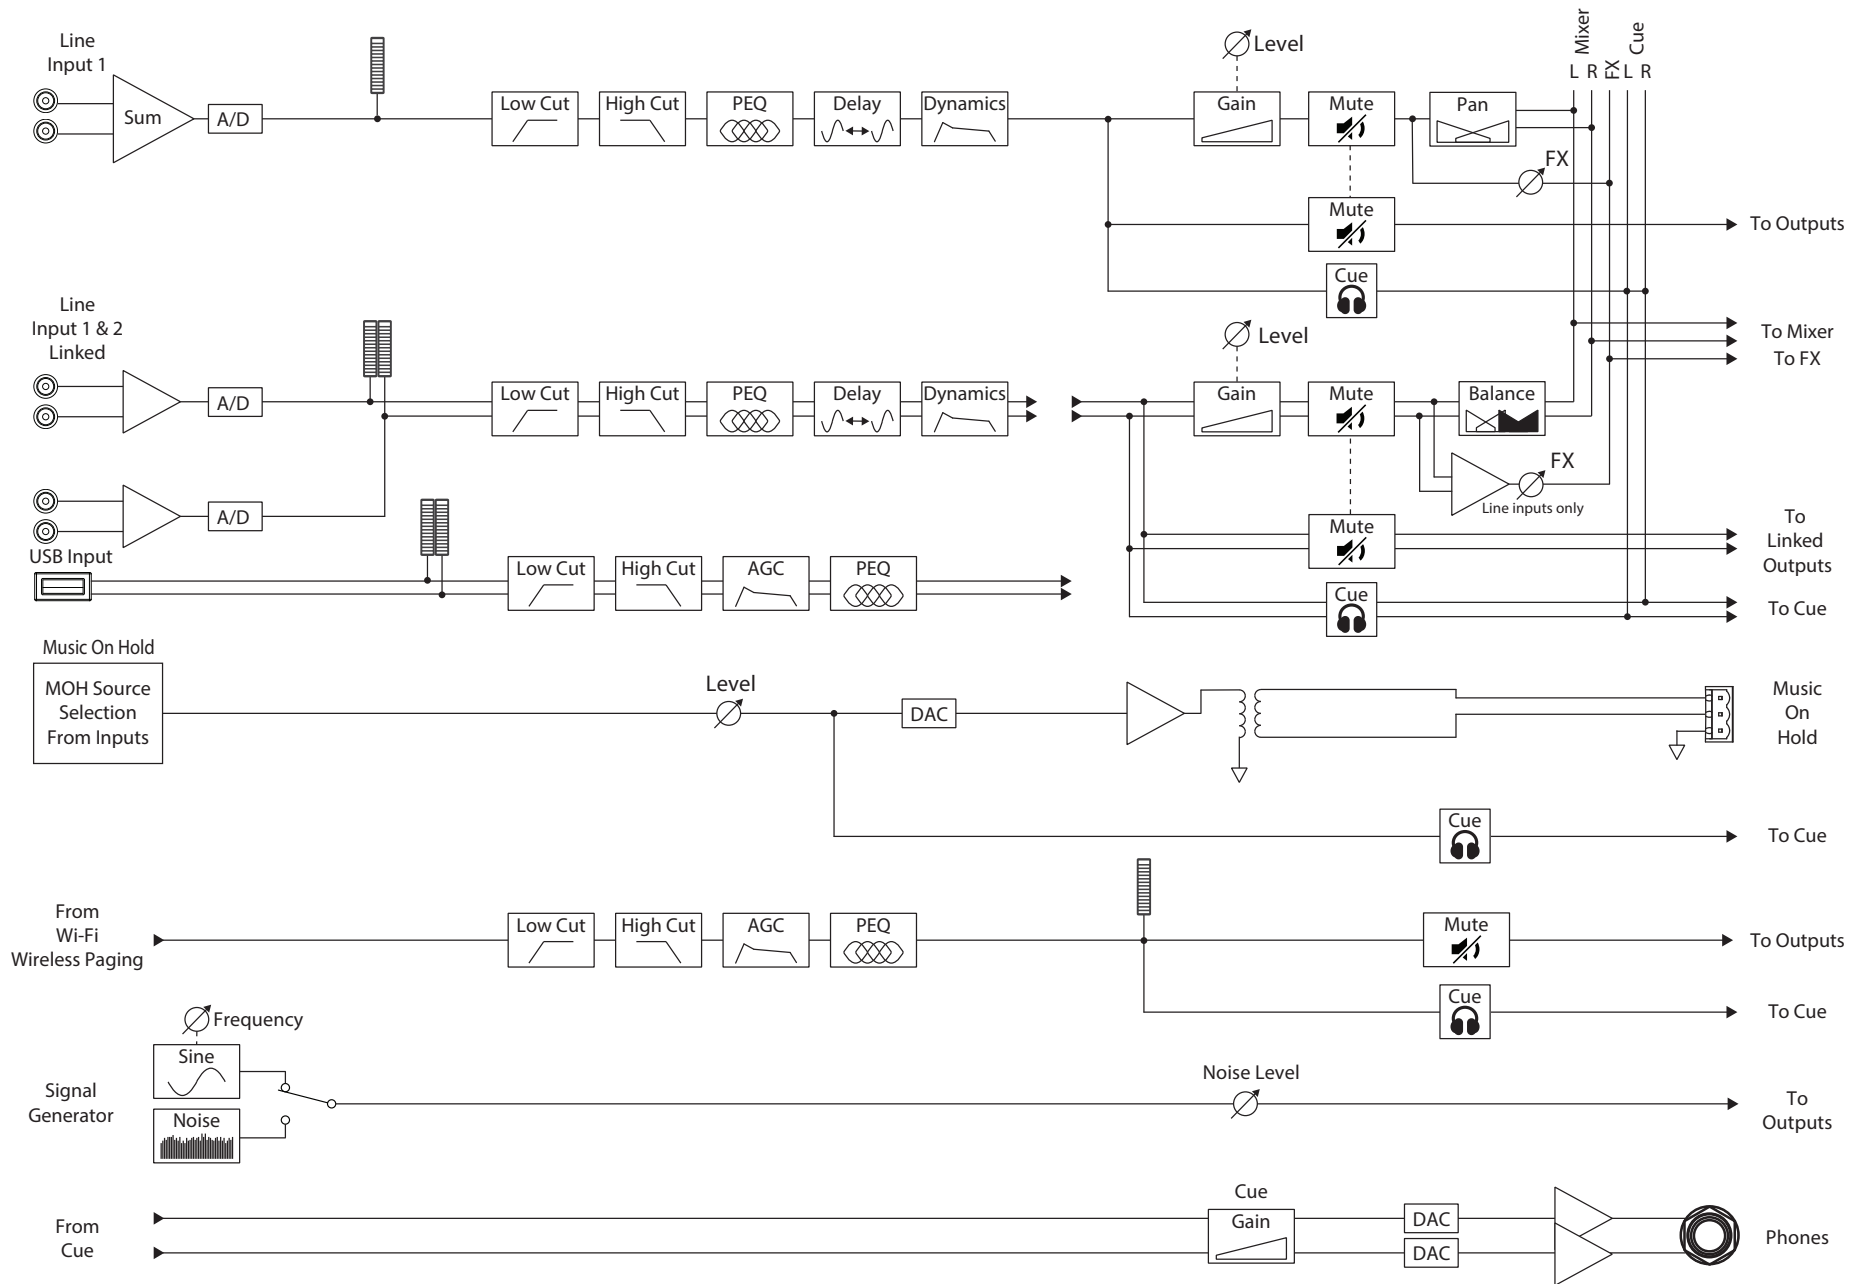 Line
Input 1
Sum
A/D
Low Cut
High Cut
PEQ
Delay
Dynamics
Level
Gain
Mute
Pan
FX
Mixer
FX
Cue
L R L R
Mute
To Outputs
Cue
Line
Input 1 & 2
Linked
A/D
Low Cut
High Cut
PEQ
Delay
Dynamics
Level
Gain
Mute
Balance
FX
Line inputs only
To Mixer
To FX
A/D
Mute
To
Linked
Outputs
USB Input
Low Cut
High Cut
AGC
PEQ
Cue
To Cue
Music On Hold
MOH Source
Selection
From Inputs
Level
DAC
Music
On
Hold
Cue
To Cue
From
Wi-Fi
Wireless Paging
Low Cut
High Cut
AGC
PEQ
Mute
To Outputs
Cue
To Cue
Frequency
Sine
Signal
Generator
Noise
Noise Level
To
Outputs
From
Cue
Cue
Gain
DAC
DAC
Phones